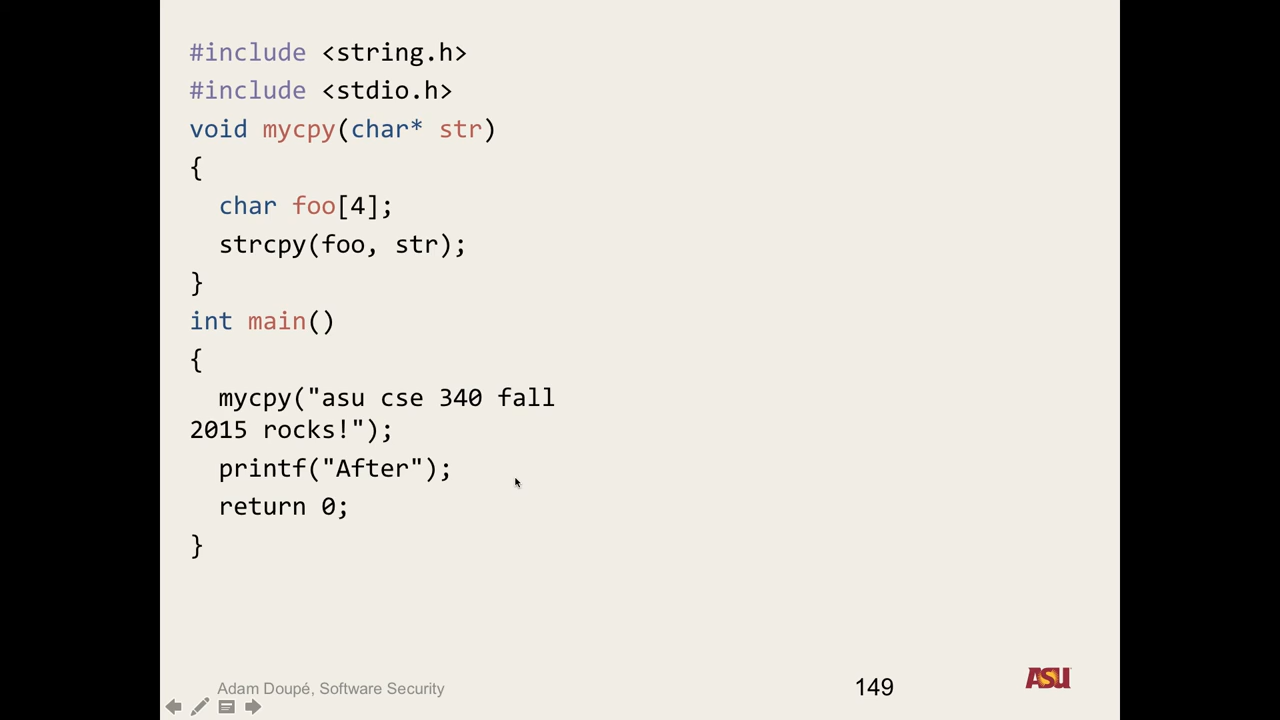 #include <string.h>
#include <stdio.h>
void mycpy(char* str)
{
  char foo[4];
  strcpy(foo, str);
}
int main()
{
  mycpy("asu cse 340 fall
2015 rocks!");
  printf("After");
  return 0;
}
Adam Doupé, Software Security
149
ASU